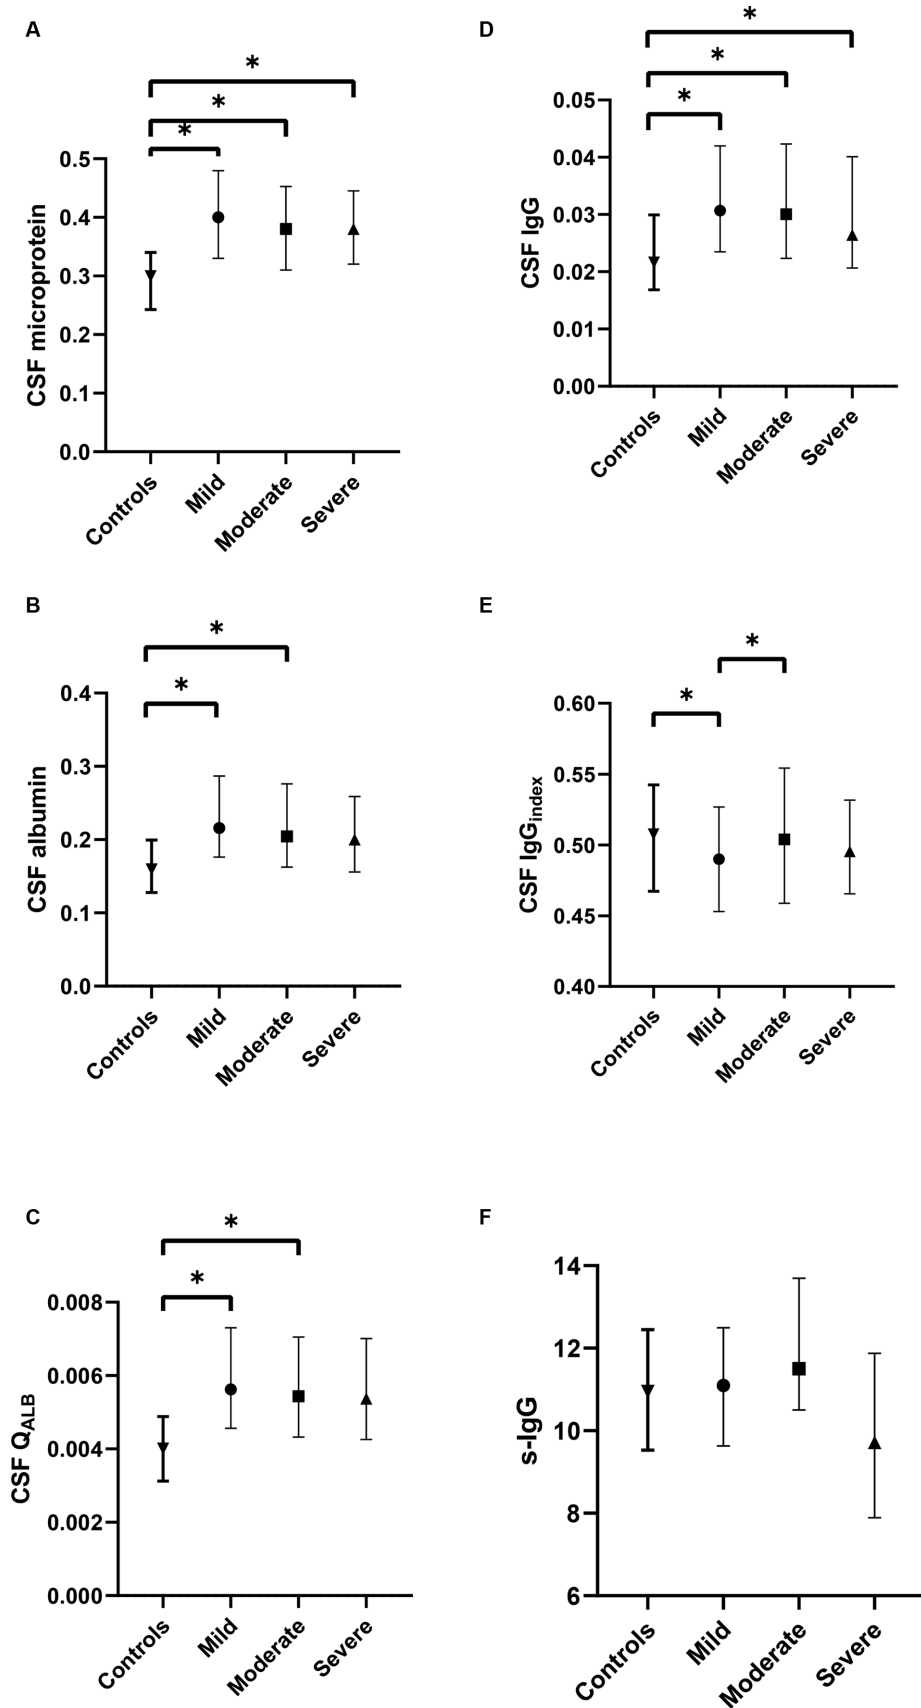 A
*
*
*
CSF microprotein
0.5
0.4
0.3
0.2
0.1
0.0
Controls
Mild
Moderate
Severe
D
*
*
*
CSF IgG
0.05
0.04
0.03
0.02
0.01
0.00
Controls
Mild
Moderate
Severe
B
*
*
CSF albumin
0.4
0.3
0.2
0.1
0.0
Controls
Mild
Moderate
Severe
E
*
*
CSF IgGindex
0.60
0.55
0.50
0.45
0.40
Controls
Mild
Moderate
Severe
C
*
*
CSF QALB
0.008
0.006
0.004
0.002
0.000
Controls
Mild
Moderate
Severe
F
s-IgG
14
12
10
8
6
Controls
Mild
Moderate
Severe